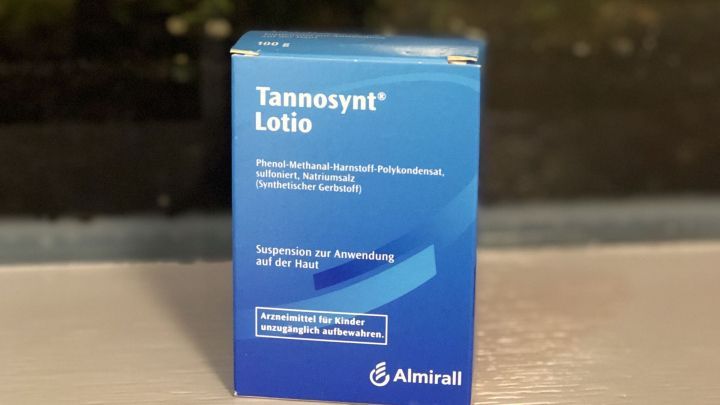 100 g
Tannosynt®
Lotio
Phenol-Methanal-Harnstoff-Polykondensat,
sulfoniert, Natriumsalz
(Synthetischer Gerbstoff)
Suspension zur Anwendung
auf der Haut
Arzneimittel für Kinder
unzugänglich aufbewahren.
Almirall